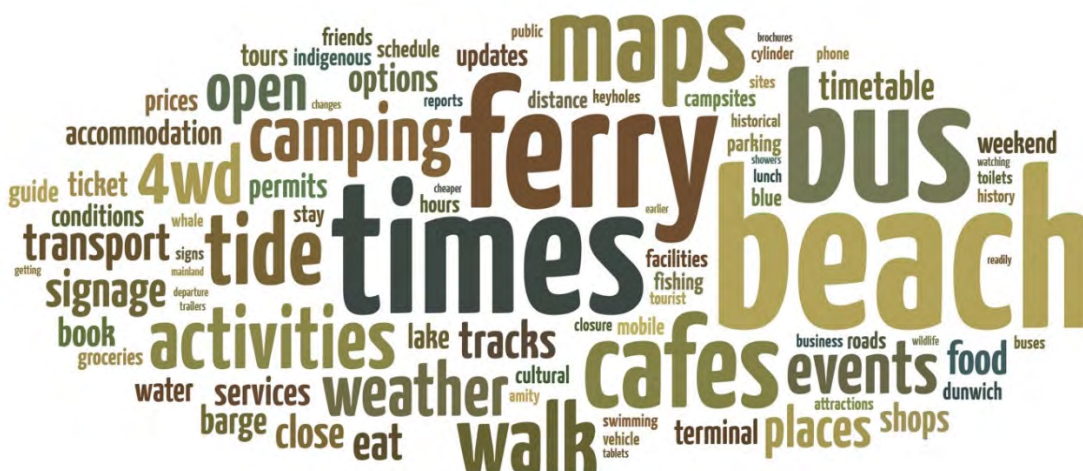 friends
public
maps
brochures
tours
indigenous
schedule
updates
cylinder
phone
options
sites
bus
timetable
prices
open
changes
reports
ferry
distance
keyholes
campsites
accommodation
camping
historical
parking
weekend
guide
ticket
4wd
permits
cheaper
showers
lunch
watching
toilets
conditions
whale
stay
times
hours
earlier
blue
history
beach
transport
signs
tide
facilities
readily
getting
mainland
fishing
signage
departure
tourist
trailers
book
activities
lake
tracks
closure
mobile
business
roads
wildlife
buses
groceries
cafes
events
food
water
services
weather
cultural
amity
dunwich
attractions
barge
close
eat
walk
swimming
vehicle
tablets
terminal
places
shops